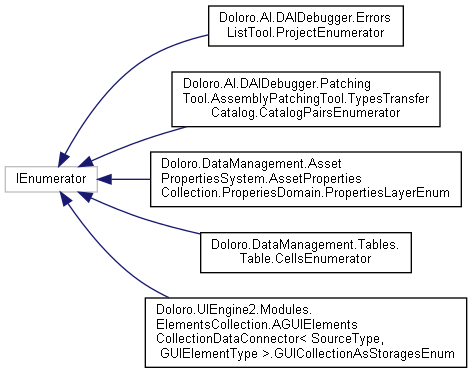 Doloro.AI.DAIDebugger.Errors
ListTool.ProjectEnumerator
Doloro.AI.DAIDebugger.Patching
Tool.AssemblyPatchingTool.TypesTransfer
Catalog.CatalogPairsEnumerator
IEnumerator
Doloro.DataManagement.Asset
PropertiesSystem.AssetProperties
Collection.ProperiesDomain.PropertiesLayerEnum
Doloro.DataManagement.Tables.
Table.CellsEnumerator
Doloro.UIEngine2.Modules.
ElementsCollection.AGUIElements
CollectionDataConnector< SourceType,
GUIElementType >.GUICollectionAsStoragesEnum